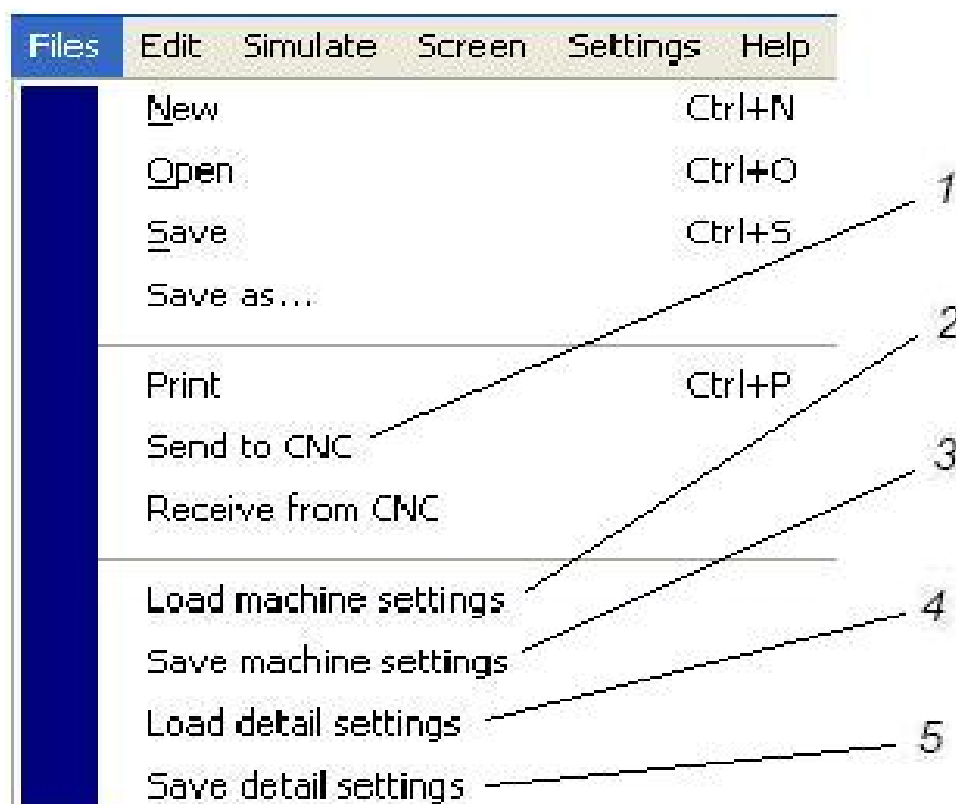 Files Edit Simulate Screen Settings Help
New Ctrl+N
Open Ctrl+O
Save Ctrl+S
Save as...
Print Ctrl+P
Send to CNC
Receive from CNC
Load machine settings
Save machine settings
Load detail settings
Save detail settings
1
2
3
4
5